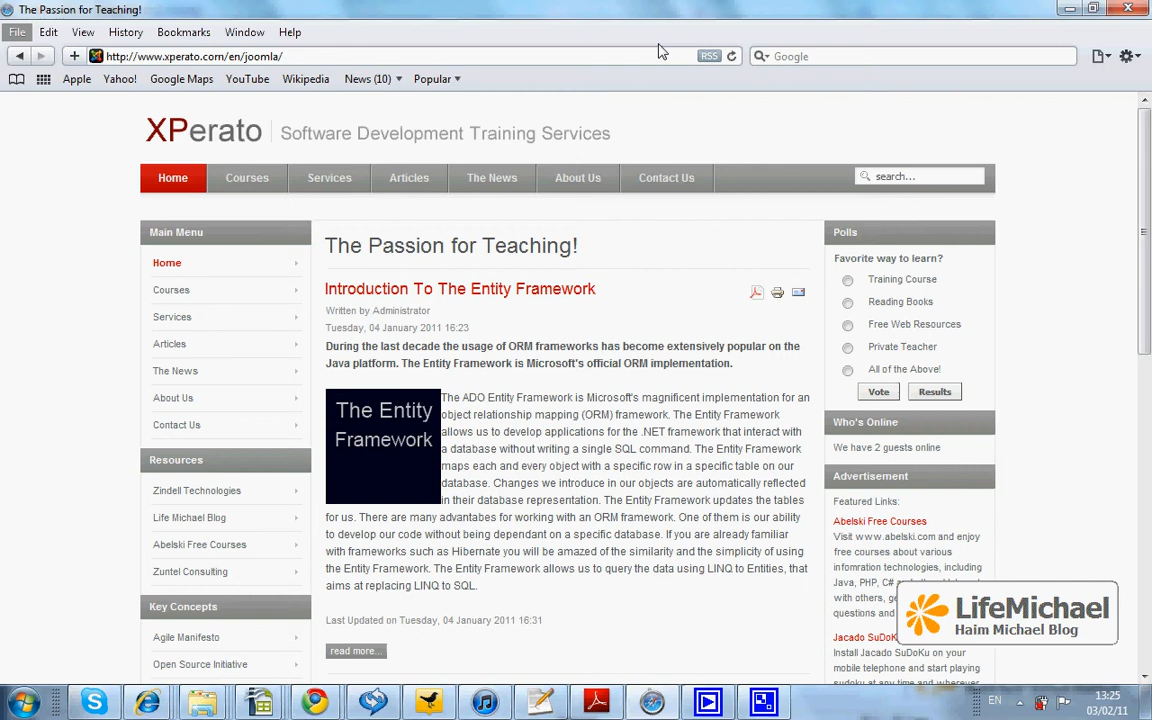 The Passion for Teaching!
File Edit View History Bookmarks Window Help
http://www.xperato.com/en/joomla/ RSS Google
Apple Yahoo! Google Maps YouTube Wikipedia News (10) Popular
XPerato Software Development Training Services
Home Courses Services Articles The News About Us Contact Us search...
Main Menu
Home
Courses
Services
Articles
The News
About Us
Contact Us
Resources
Zindell Technologies
Life Michael Blog
Abelski Free Courses
Zuntel Consulting
Key Concepts
Agile Manifesto
Open Source Initiative
The Passion for Teaching!
Introduction To The Entity Framework
Written by Administrator
Tuesday, 04 January 2011 16:23
During the last decade the usage of ORM frameworks has become extensively popular on the
Java platform. The Entity Framework is Microsoft's official ORM implementation.
The Entity
Framework
The ADO Entity Framework is Microsoft's magnificent implementation for an
object relationship mapping (ORM) framework. The Entity Framework
allows us to develop applications for the .NET framework that interact with
a database without writing a single SQL command. The Entity Framework
maps each and every object with a specific row in a specific table on our
database. Changes we introduce in our objects are automatically reflected
in their database representation. The Entity Framework updates the tables
for us. There are many advantabes for working with an ORM framework. One of them is our ability
to develop our code without being dependant on a specific database. If you are already familiar
with frameworks such as Hibernate you will be amazed of the similarity and the simplicity of using
the Entity Framework. The Entity Framework allows us to query the data using LINQ to Entities, that
aims at replacing LINQ to SQL.
Last Updated on Tuesday, 04 January 2011 16:31
read more...
Polls
Favorite way to learn?
Training Course
Reading Books
Free Web Resources
Private Teacher
All of the Above!
Vote Results
Who's Online
We have 2 guests online
Advertisement
Featured Links:
Abelski Free Courses
Visit www.abelski.com and enjoy
free courses about various
infomration technologies, including
Java, PHP, C#
with others, ge
questions and
Jacado SuDoK
Install Jacado SuDoKu on your
mobile telephone and start playing
sudoku at any time and wherever
LifeMichael
Haim Michael Blog
EN 13:25
03/02/11